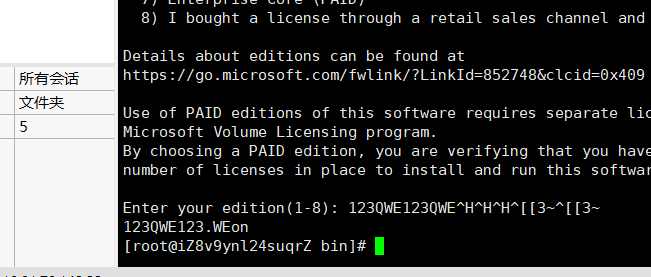 7) Enterprise Core (PAID)
8) I bought a license through a retail sales channel and
Details about editions can be found at
https://go.microsoft.com/fwlink/?LinkId=852748&clcid=0x409
Use of PAID editions of this software requires separate lic
Microsoft Volume Licensing program.
By choosing a PAID edition, you are verifying that you have
number of licenses in place to install and run this softwar
Enter your edition(1-8): 123QWE123QWE^H^H^H^[[3~^[[3~
123QWE123.WEon
[root@iZ8v9ynl24suqrZ bin]#
所有会话
文件夹
5